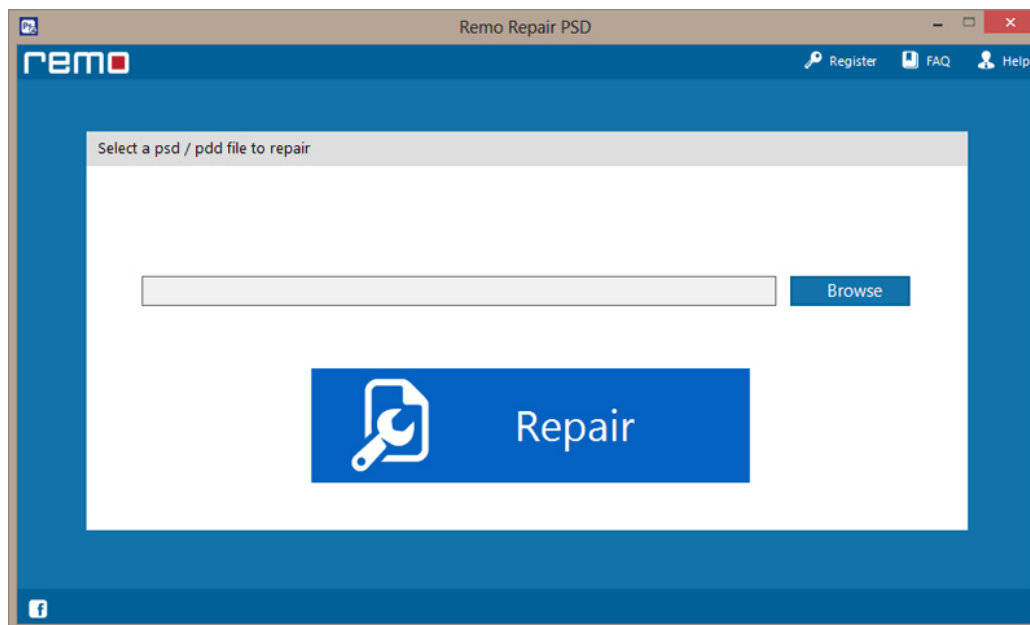 Remo Repair PSD
remo
Register FAQ Help
Select a psd / pdd file to repair
Browse
Repair